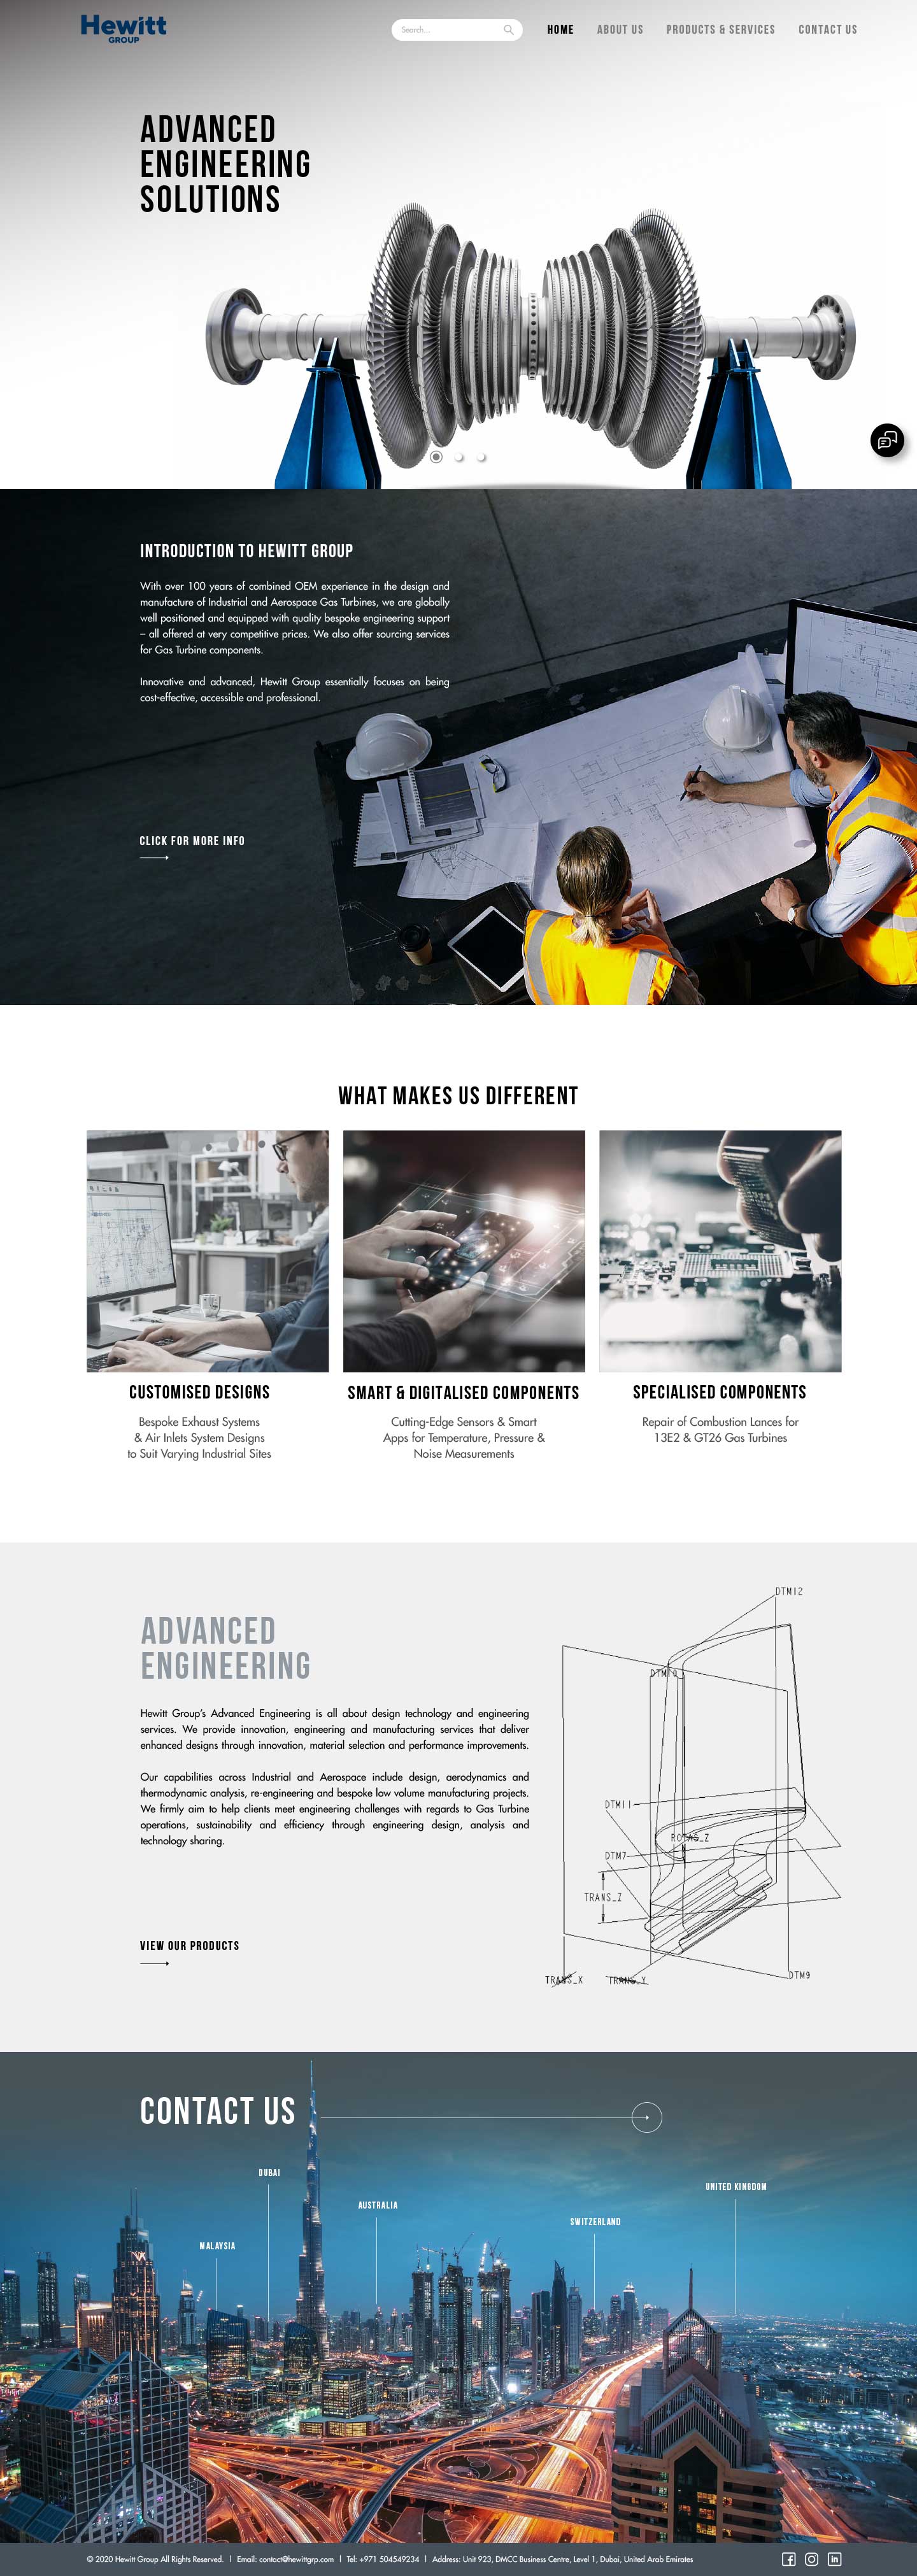 Hewitt
GROUP
Search...
HOME
ABOUT US
PRODUCTS & SERVICES
CONTACT US
ADVANCED
ENGINEERING
SOLUTIONS
INTRODUCTION TO HEWITT GROUP
With over 100 years of combined OEM experience in the design and
manufacture of Industrial and Aerospace Gas Turbines, we are globally
well positioned and equipped with quality bespoke engineering support
– all offered at very competitive prices. We also offer sourcing services
for Gas Turbine components.
Innovative and advanced, Hewitt Group essentially focuses on being
cost-effective, accessible and professional.
CLICK FOR MORE INFO
WHAT MAKES US DIFFERENT
CUSTOMISED DESIGNS
Bespoke Exhaust Systems
& Air Inlets System Designs
to Suit Varying Industrial Sites
SMART & DIGITALISED COMPONENTS
Cutting-Edge Sensors & Smart
Apps for Temperature, Pressure &
Noise Measurements
SPECIALISED COMPONENTS
Repair of Combustion Lances for
13E2 & GT26 Gas Turbines
ADVANCED
ENGINEERING
Hewitt Group's Advanced Engineering is all about design technology and engineering
services. We provide innovation, engineering and manufacturing services that deliver
enhanced designs through innovation, material selection and performance improvements.
Our capabilities across Industrial and Aerospace include design, aerodynamics and
thermodynamic analysis, re-engineering and bespoke low volume manufacturing projects.
We firmly aim to help clients meet engineering challenges with regards to Gas Turbine
operations, sustainability and efficiency through engineering design, analysis and
technology sharing.
VIEW OUR PRODUCTS
DTM12
DTM10
DTM11
ROTAS_Z
DTM7
TRANS_Z
TRANS_X
TRANS_Y
DTM9
CONTACT US
DUBAI
UNITED KINGDOM
AUSTRALIA
SWITZERLAND
MALAYSIA
© 2020 Hewitt Group All Rights Reserved. | Email: contact@hewittgrp.com | Tel: +971 504549234 | Address: Unit 923, DMCC Business Centre, Level 1, Dubai, United Arab Emirates